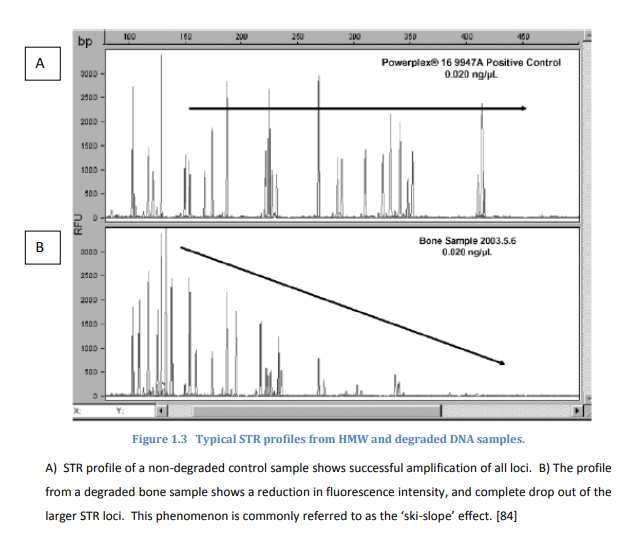 bp 100 150 200 250 300 350 400 450
A
Powerplex® 16 9947A Positive Control
0.020 ng/µl
3000
2500
2000
1500
1000
500
0
RFU
B
Bone Sample 2003.5.6
0.020 ng/µl
3000
2500
2000
1500
1000
500
0
X: Y:
Figure 1.3 Typical STR profiles from HMW and degraded DNA samples.
A) STR profile of a non-degraded control sample shows successful amplification of all loci. B) The profile
from a degraded bone sample shows a reduction in fluorescence intensity, and complete drop out of the
larger STR loci. This phenomenon is commonly referred to as the ‘ski-slope’ effect. [84]